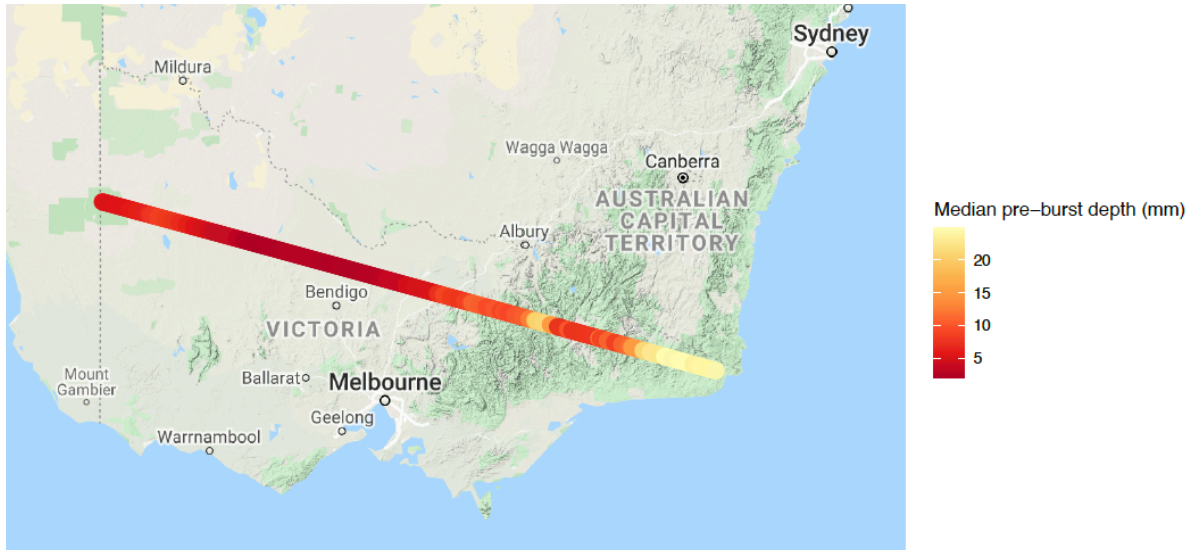 Sydney
Mildura
Wagga Wagga
Canberra
AUSTRALIAN
CAPITAL
TERRITORY
Albury
Bendigo
VICTORIA
Ballarat
Melbourne
Mount
Gambier
Geelong
Warrnambool
Median pre−burst depth (mm)
20
15
10
5